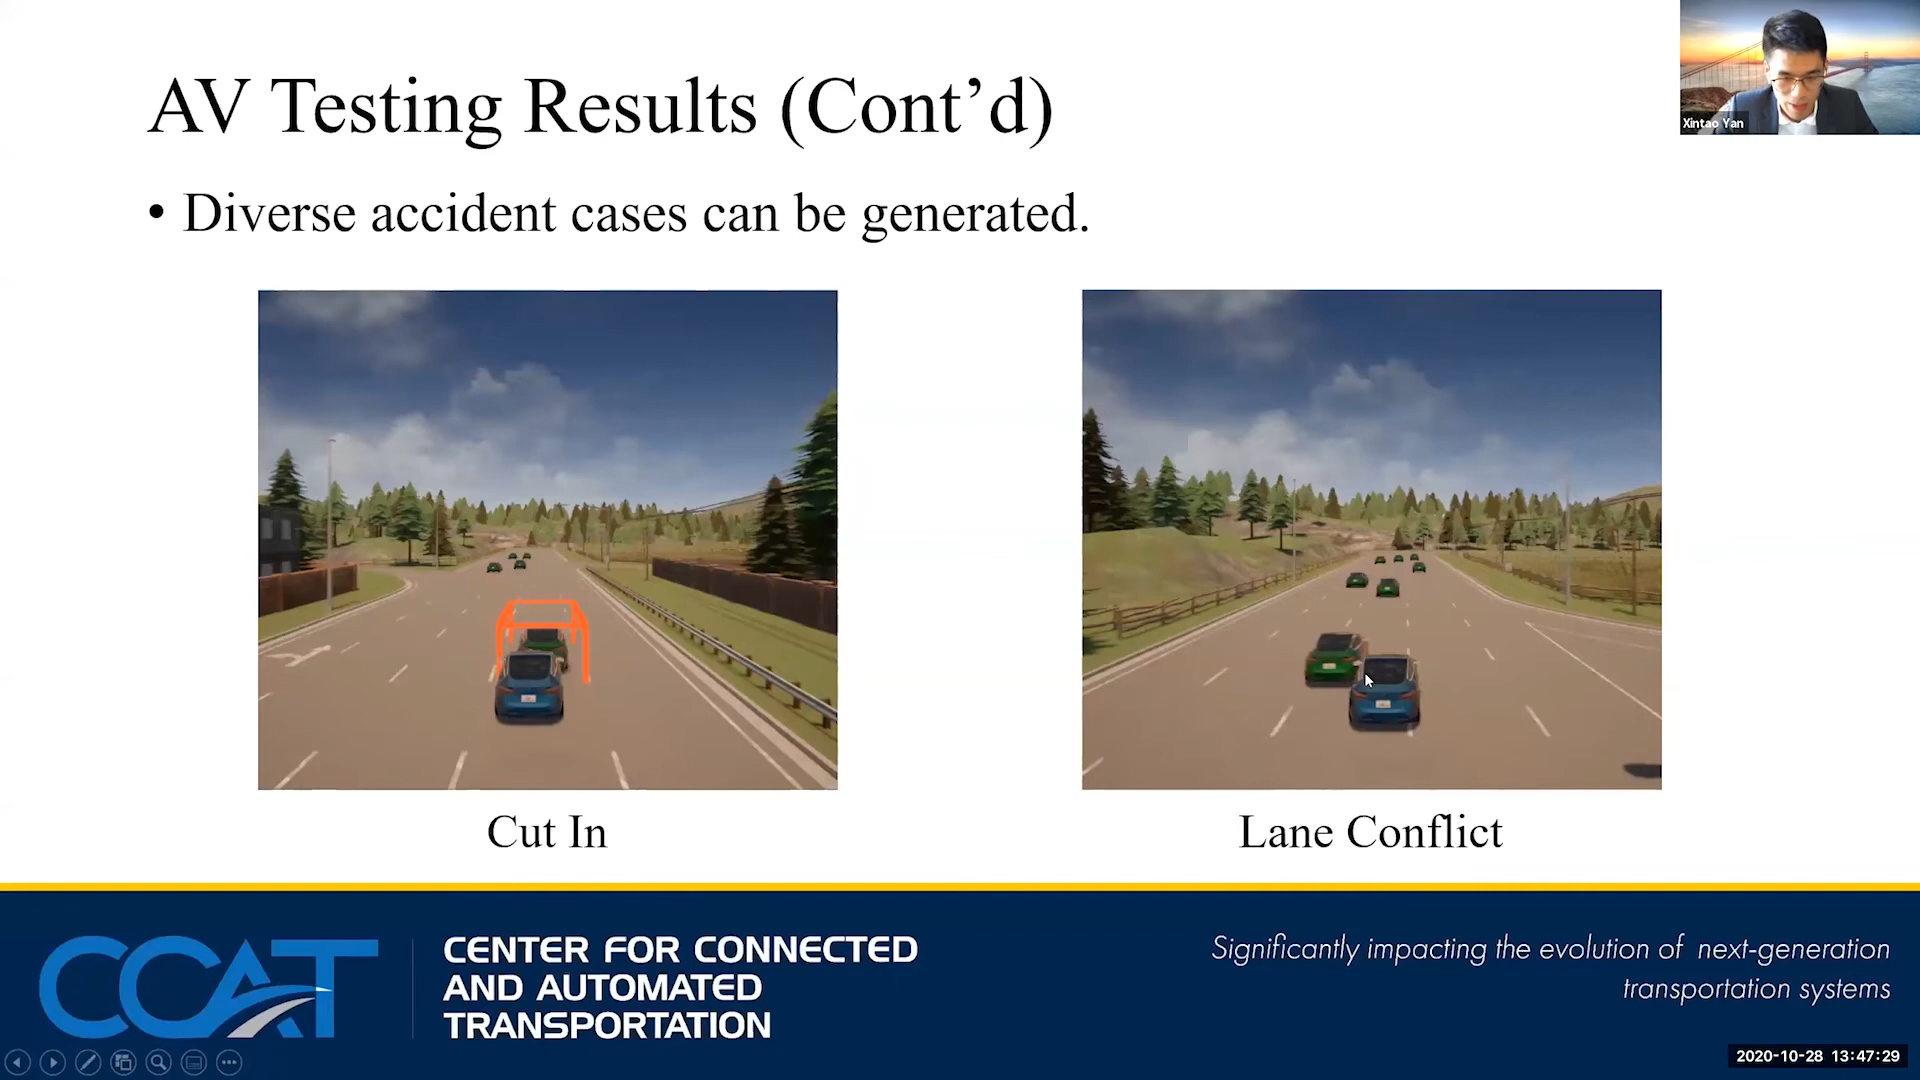 AV Testing Results (Cont’d)
Xintao Yan
• Diverse accident cases can be generated.
Cut In
Lane Conflict
CCAT
CENTER FOR CONNECTED
AND AUTOMATED
TRANSPORTATION
Significantly impacting the evolution of next-generation
transportation systems
2020-10-28 13:47:29